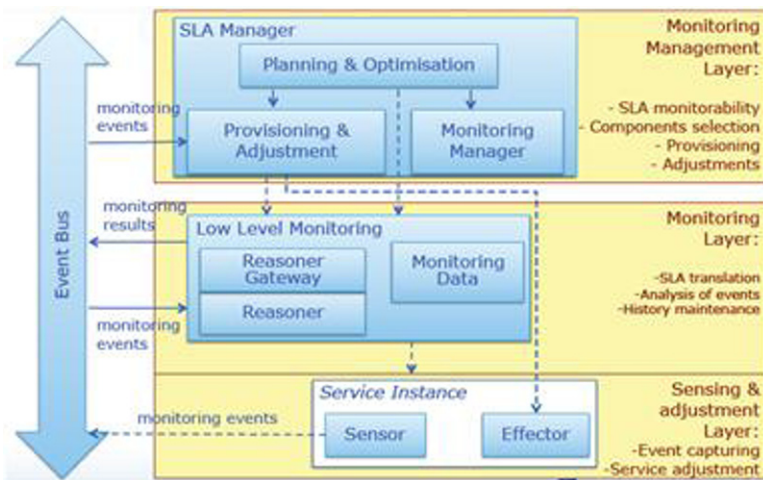 SLA Manager
Planning & Optimisation
Provisioning &
Adjustment
Monitoring
Manager
Monitoring
Management
Layer:
- SLA monitorability
- Components selection
- Provisioning
- Adjustments
monitoring
events
Event Bus
monitoring
results
monitoring
events
Low Level Monitoring
Reasoner
Gateway
Reasoner
Monitoring
Data
Monitoring
Layer:
-SLA translation
-Analysis of events
-History maintenance
Service Instance
Sensor
Effector
monitoring events
Sensing &
adjustment
Layer:
-Event capturing
-Service adjustment